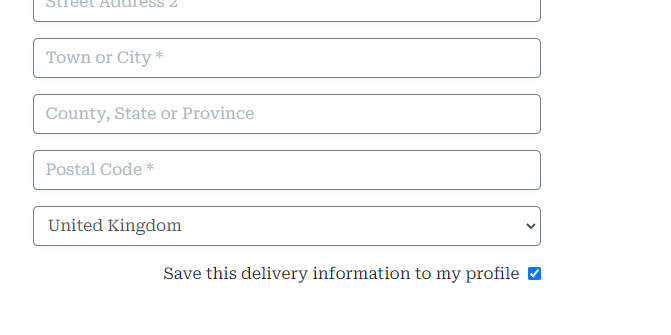 Street Address 2
Town or City *
County, State or Province
Postal Code *
United Kingdom
Save this delivery information to my profile